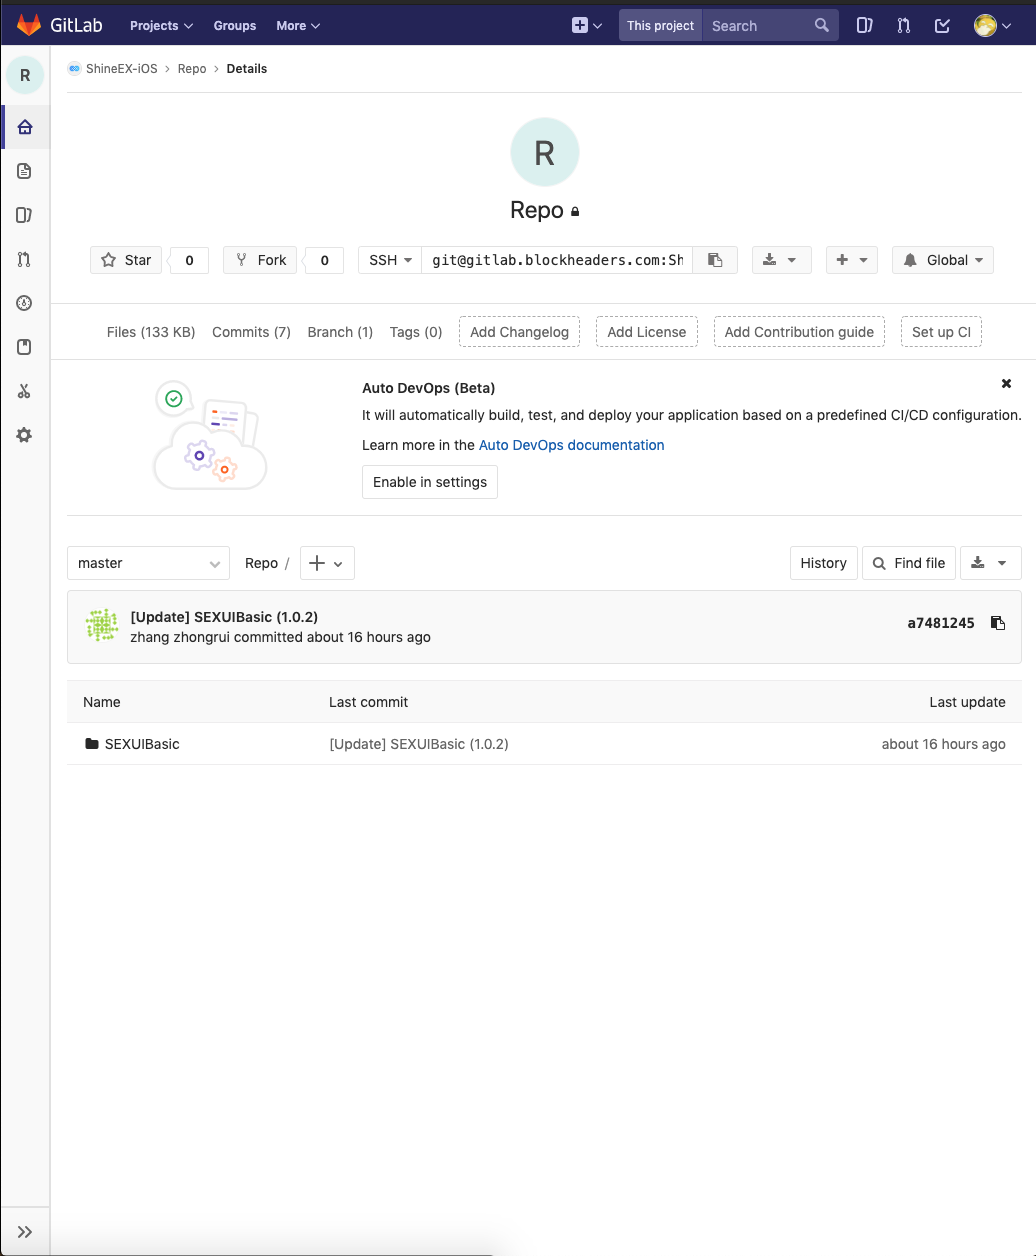 GitLab Projects Groups More This project Search
ShineEX-iOS > Repo > Details
R
R
Repo
Star 0 Fork 0 SSH git@gitlab.blockheaders.com:Sh Global
Files (133 KB) Commits (7) Branch (1) Tags (0) Add Changelog Add License Add Contribution guide Set up CI
Auto DevOps (Beta)
It will automatically build, test, and deploy your application based on a predefined CI/CD configuration.
Learn more in the Auto DevOps documentation
Enable in settings
master Repo / History Find file
[Update] SEXUIBasic (1.0.2)
zhang zhongrui committed about 16 hours ago
a7481245
Name Last commit Last update
SEXUIBasic [Update] SEXUIBasic (1.0.2) about 16 hours ago